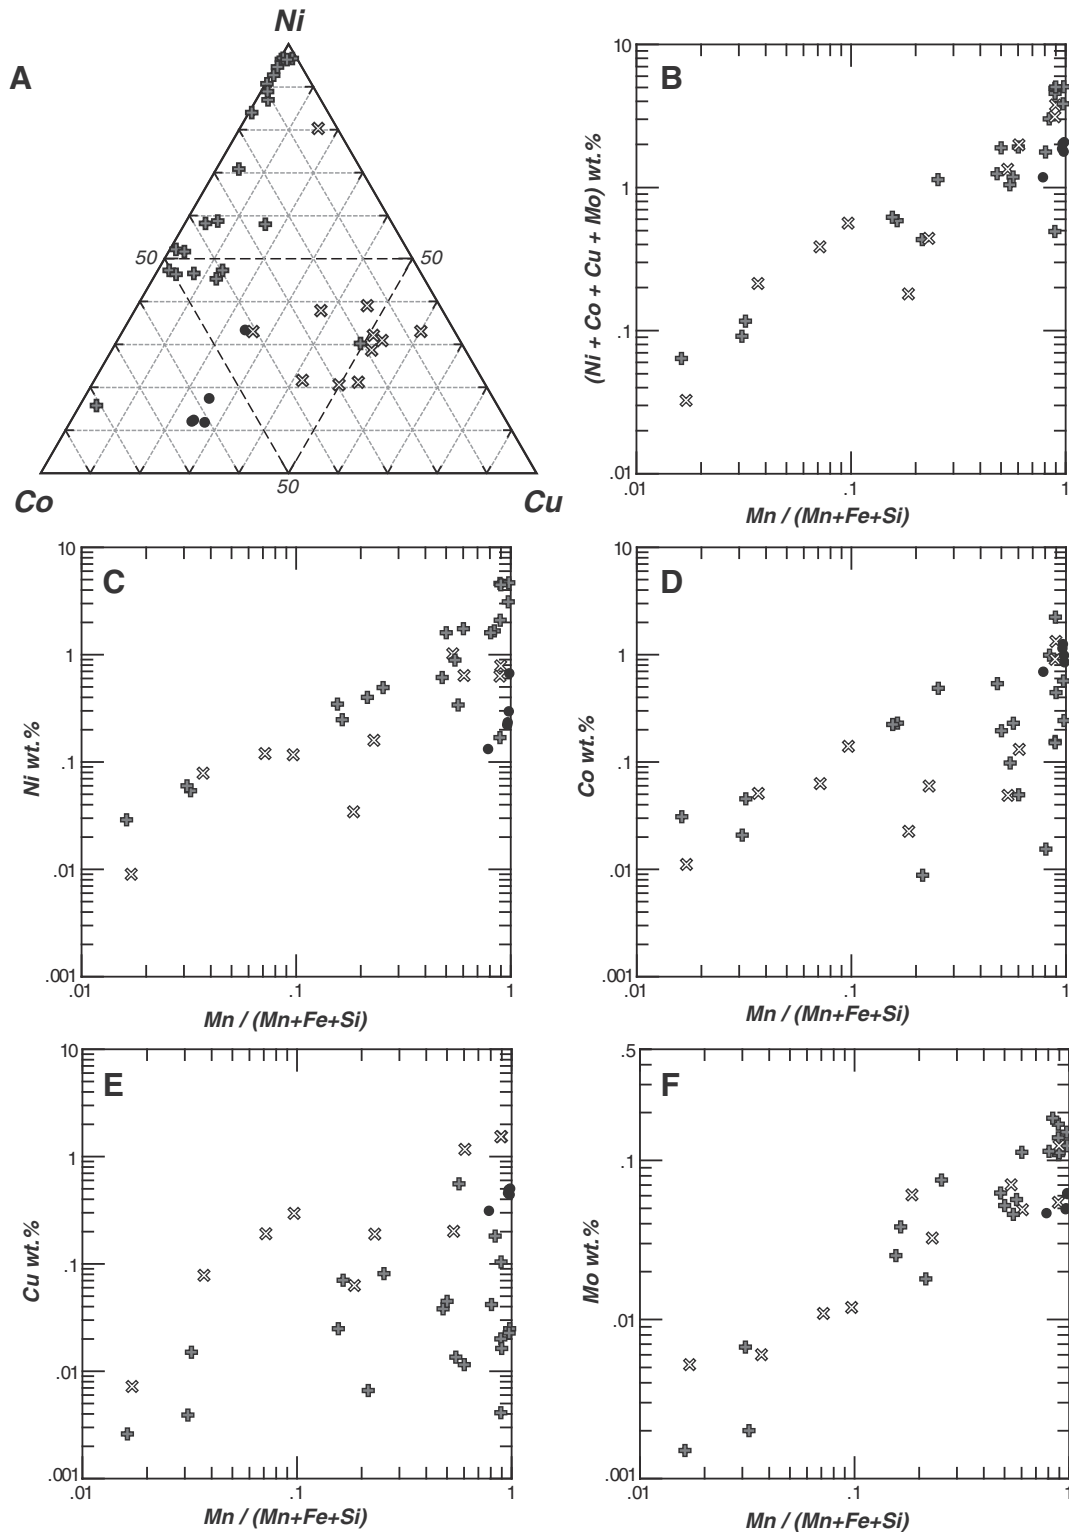 Ni
A
50
50
50
Co
Cu
B
10
1
.1
.01
.01
.1
1
(Ni + Co + Cu + Mo) wt.%
Mn / (Mn+Fe+Si)
C
10
1
.1
.01
.001
.01
.1
1
Ni wt.%
Mn / (Mn+Fe+Si)
D
10
1
.1
.01
.001
.01
.1
1
Co wt.%
Mn / (Mn+Fe+Si)
E
10
1
.1
.01
.001
.01
.1
1
Cu wt.%
Mn / (Mn+Fe+Si)
F
.5
.1
.01
.001
.01
.1
1
Mo wt.%
Mn / (Mn+Fe+Si)